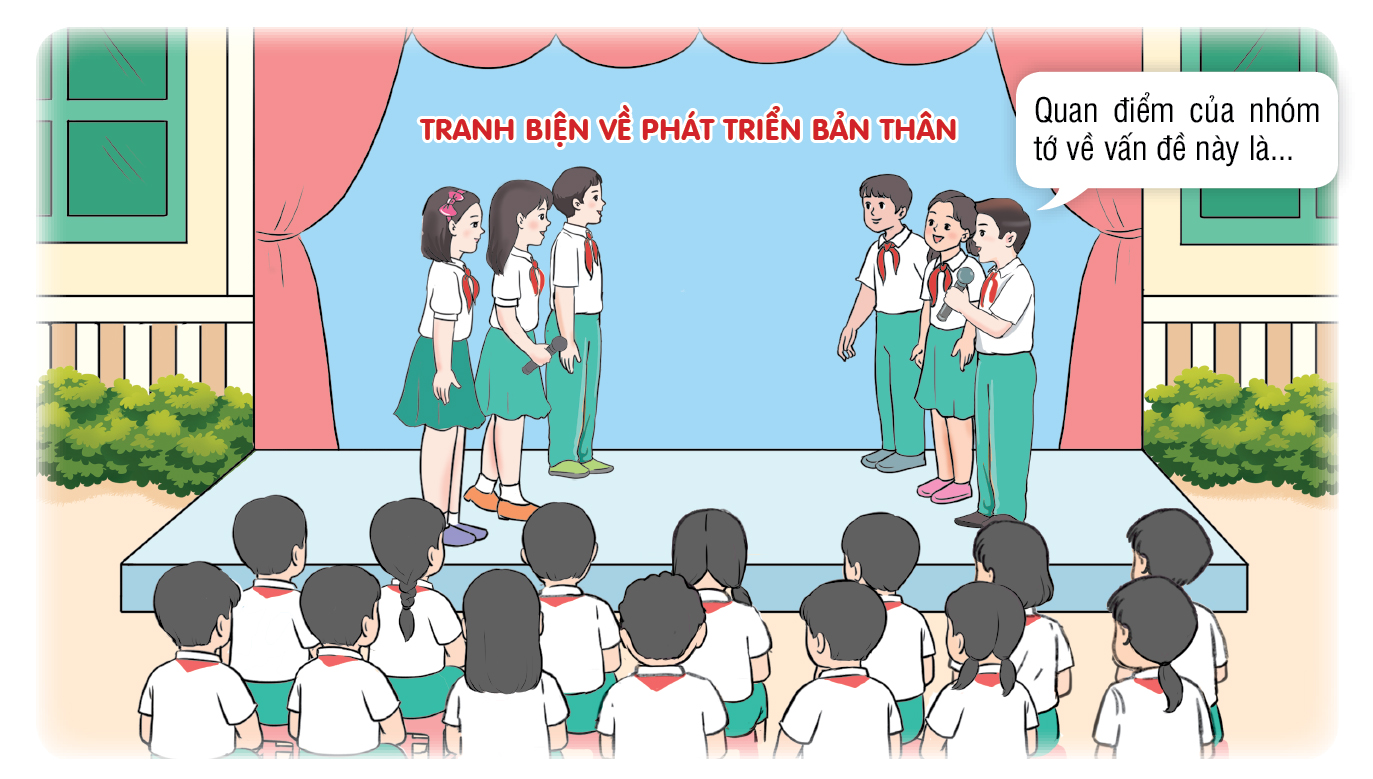 TRANH BIỆN VỀ PHÁT TRIỂN BẢN THÂN
Quan điểm của nhóm
tớ về vấn đề này là...